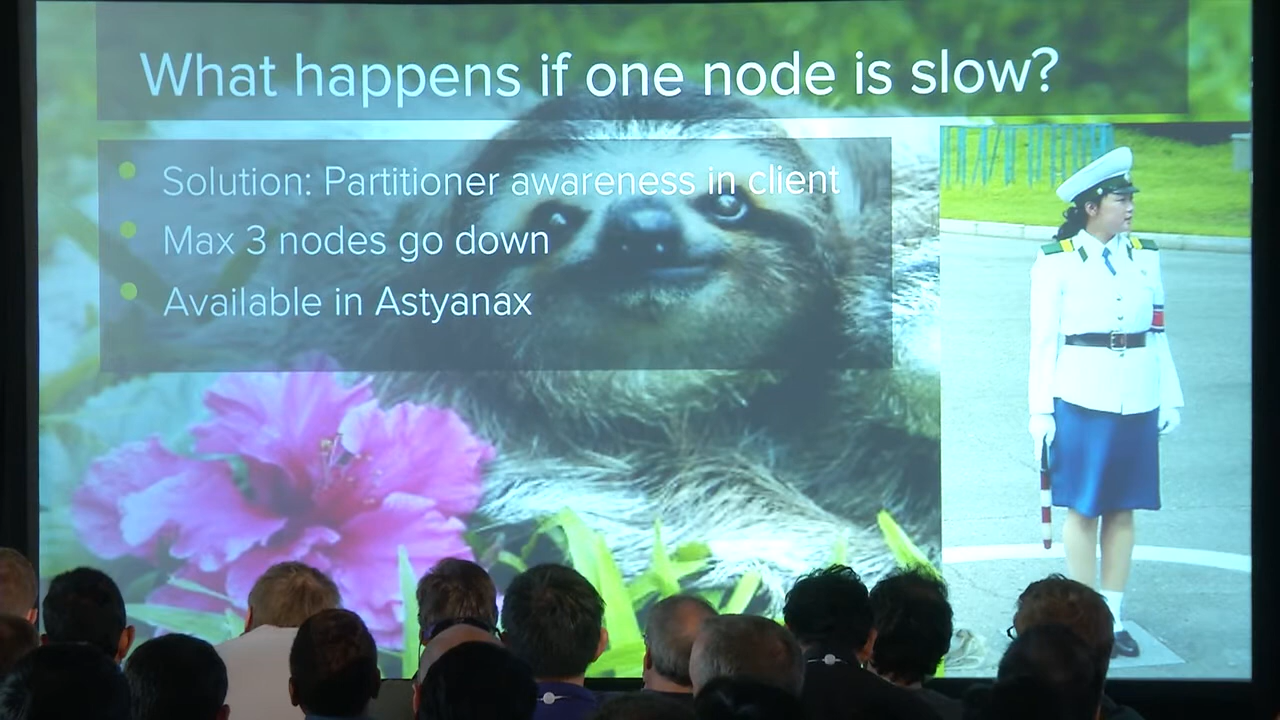 What happens if one node is slow?
Solution: Partitioner awareness in client
Max 3 nodes go down
Available in Astyanax